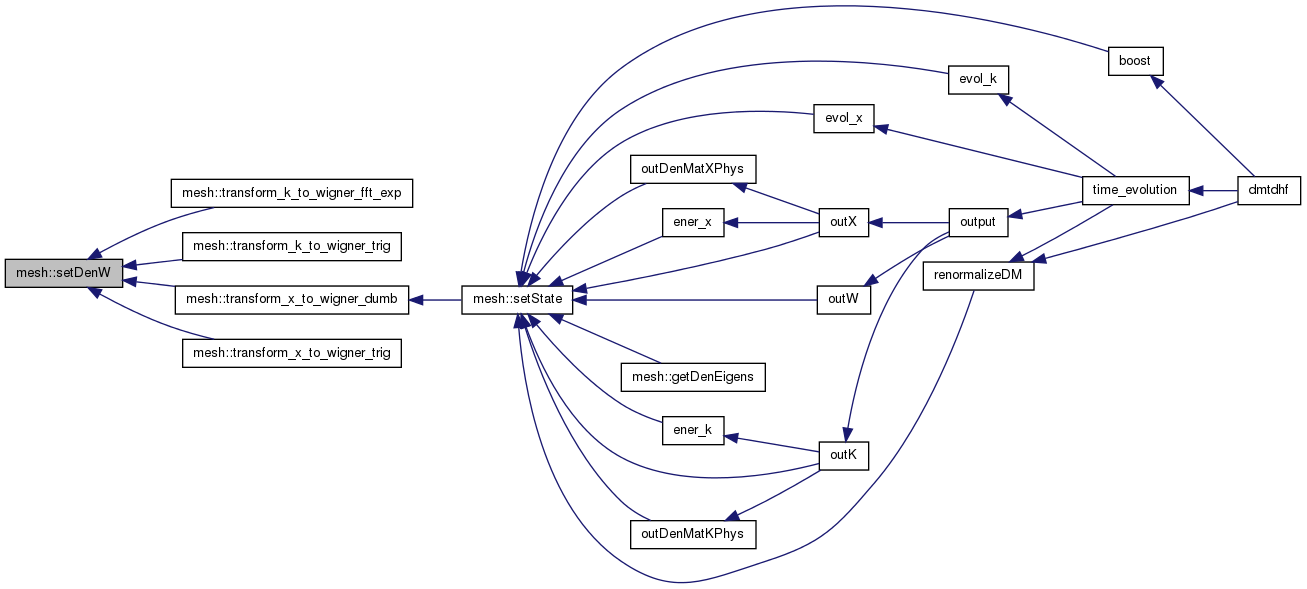 boost
evol_k
evol_x
outDenMatXPhys
mesh::transform_k_to_wigner_fft_exp
time_evolution
dmtdhf
ener_x
outX
output
mesh::transform_k_to_wigner_trig
mesh::setDenW
renormalizeDM
mesh::transform_x_to_wigner_dumb
mesh::setState
outW
mesh::transform_x_to_wigner_trig
mesh::getDenEigens
ener_k
outK
outDenMatKPhys